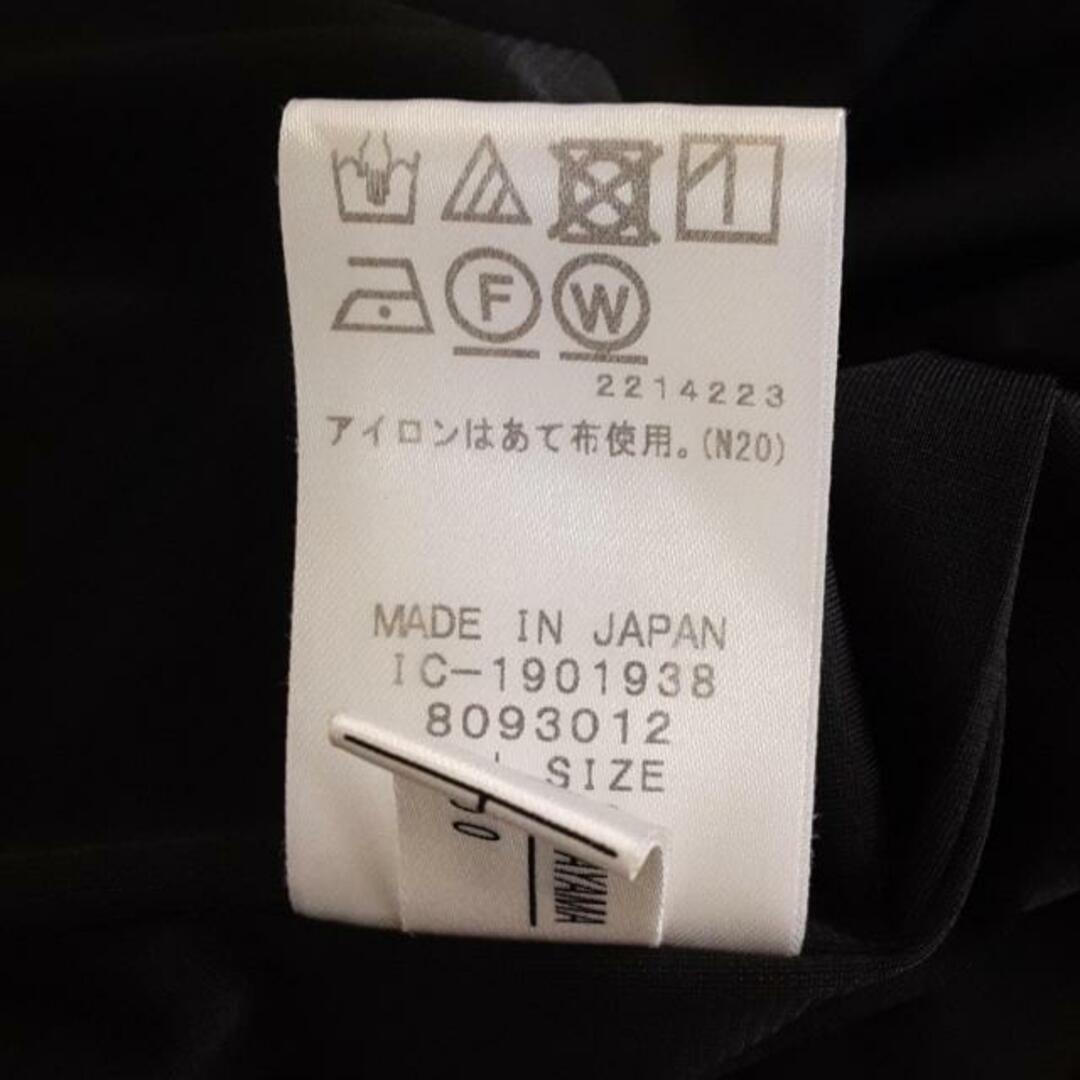 F W
2214223
アイロンはあて布使用。(N20)
MADE IN JAPAN
IC-1901938
8093012
SIZE